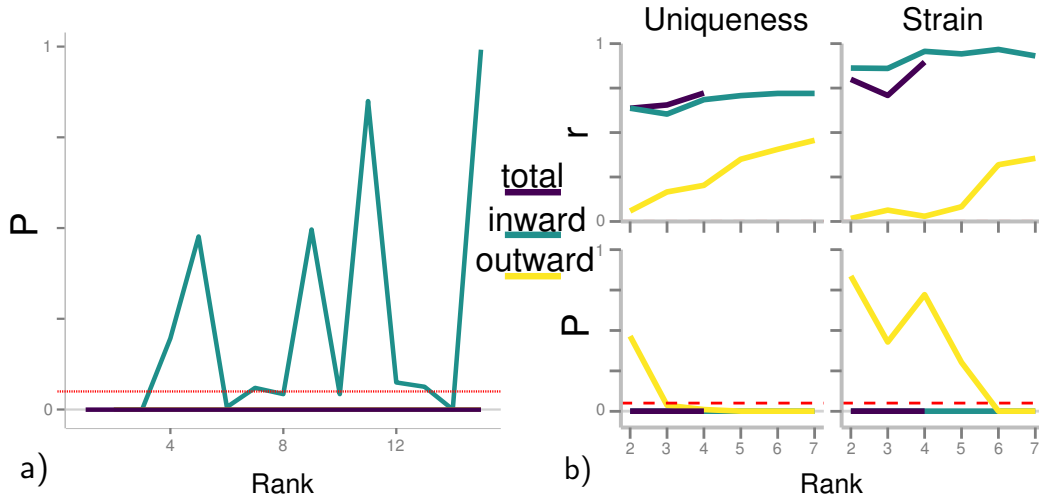 1
P
0
4
8
12
Rank
a)
total
inward
outward
Uniqueness
Strain
1
r
0
1
P
0
2 3 4 5 6 7
2 3 4 5 6 7
Rank
b)